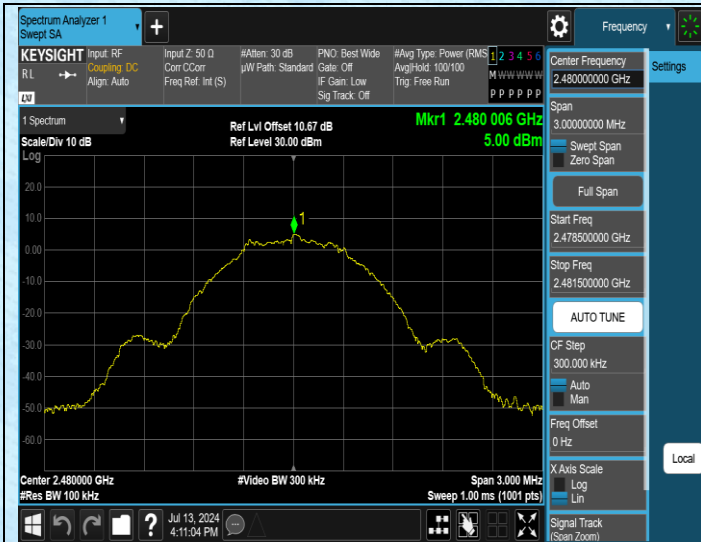 Spectrum Analyzer 1
Swept SA
+
Frequency
KEYSIGHT
RL
LXI
Input: RF
Coupling: DC
Align: Auto
Input Z: 50 Ω
Corr CCorr
Freq Ref: Int (S)
#Atten: 30 dB
µW Path: Standard
PNO: Best Wide
Gate: Off
IF Gain: Low
Sig Track: Off
#Avg Type: Power (RMS
Avg|Hold: 100/100
Trig: Free Run
1 2 3 4 5 6
M W W W W W
P P P P P P
1 Spectrum
Scale/Div 10 dB
Ref Lvl Offset 10.67 dB
Ref Level 30.00 dBm
Mkr1 2.480 006 GHz
5.00 dBm
Log
20.0
10.0
0.00
-10.0
-20.0
-30.0
-40.0
-50.0
-60.0
1
Center 2.480000 GHz
#Res BW 100 kHz
#Video BW 300 kHz
Span 3.000 MHz
Sweep 1.00 ms (1001 pts)
?
Jul 13, 2024
4:11:04 PM
Center Frequency
2.480000000 GHz
Span
3.00000000 MHz
Swept Span
Zero Span
Full Span
Start Freq
2.478500000 GHz
Stop Freq
2.481500000 GHz
AUTO TUNE
CF Step
300.000 kHz
Auto
Man
Freq Offset
0 Hz
X Axis Scale
Log
Lin
Signal Track
(Span Zoom)
Settings
Local